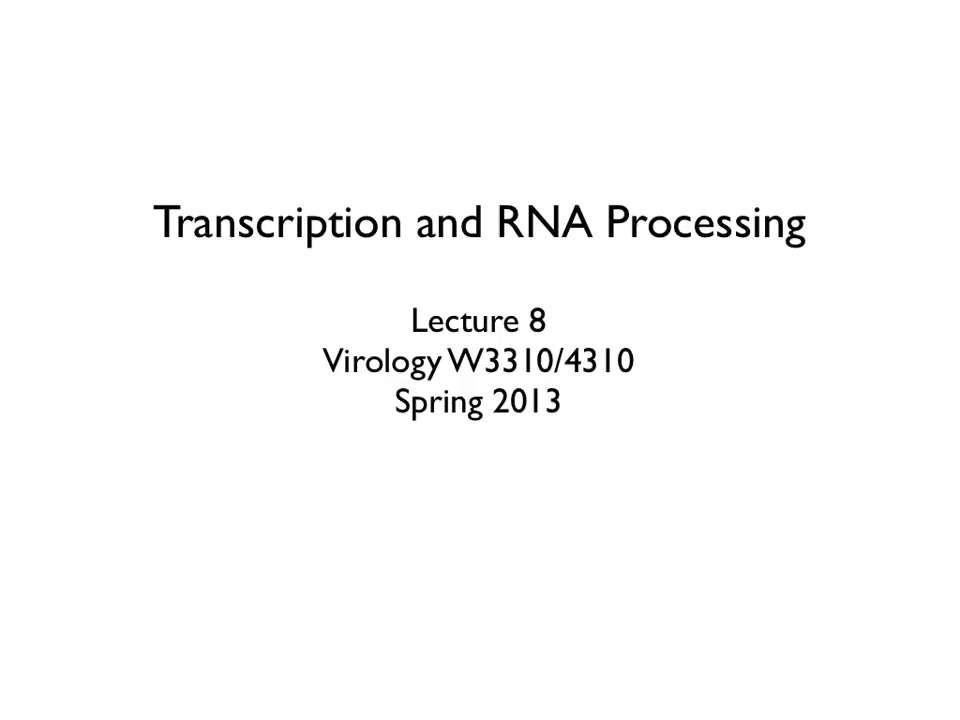 Transcription and RNA Processing
Lecture 8
Virology W3310/4310
Spring 2013